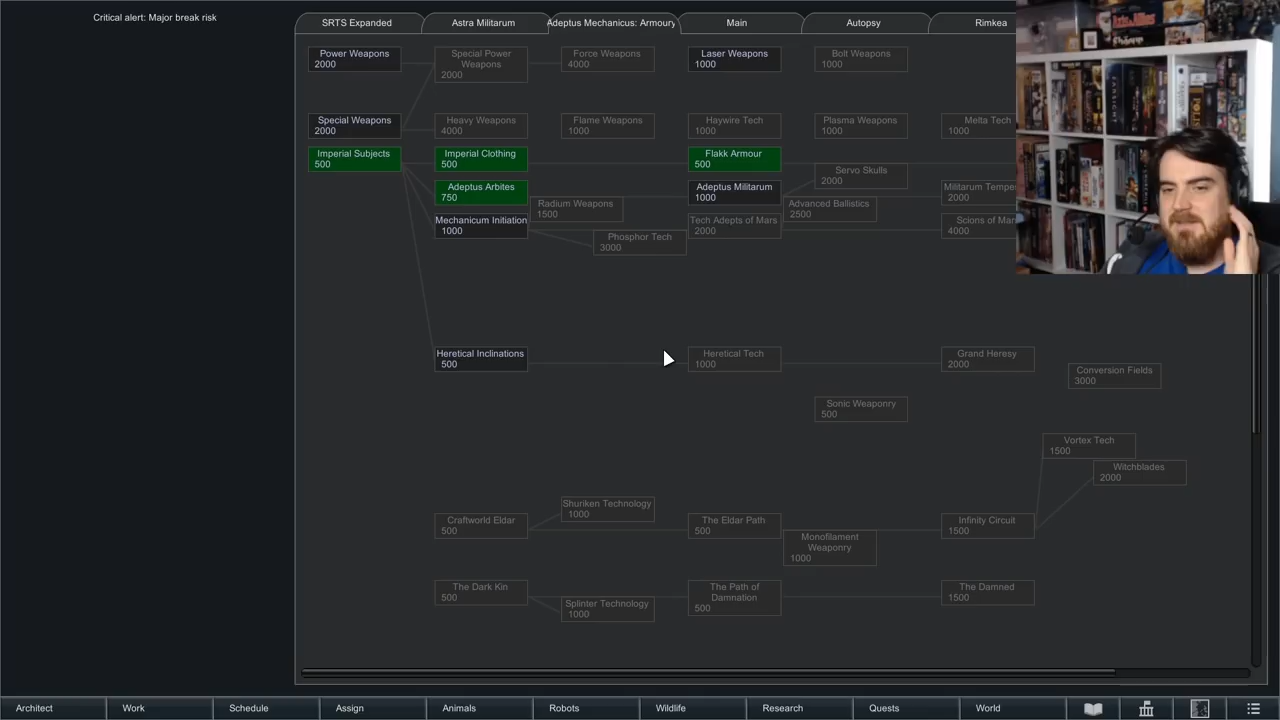 Critical alert: Major break risk
SRTS Expanded
Astra Militarum
Adeptus Mechanicus: Armoury
Main
Autopsy
Rimkea
Power Weapons
2000
Special Power
Weapons
2000
Force Weapons
4000
Laser Weapons
1000
Bolt Weapons
1000
Special Weapons
2000
Heavy Weapons
4000
Flame Weapons
1000
Haywire Tech
1000
Plasma Weapons
1000
Melta Tech
1000
Imperial Subjects
500
Imperial Clothing
500
Flakk Armour
500
Servo Skulls
2000
Adeptus Arbites
750
Adeptus Militarum
1000
Militarum Tempe
2000
Radium Weapons
1500
Advanced Ballistics
2500
Mechanicum Initiation
1000
Tech Adepts of Mars
2000
Scions of Mar
4000
Phosphor Tech
3000
Heretical Inclinations
500
Heretical Tech
1000
Grand Heresy
2000
Conversion Fields
3000
Sonic Weaponry
500
Vortex Tech
1500
Witchblades
2000
Shuriken Technology
1000
Craftworld Eldar
500
The Eldar Path
500
Infinity Circuit
1500
Monofilament
Weaponry
1000
The Dark Kin
500
Splinter Technology
1000
The Path of
Damnation
500
The Damned
1500
Architect
Work
Schedule
Assign
Animals
Robots
Wildlife
Research
Quests
World